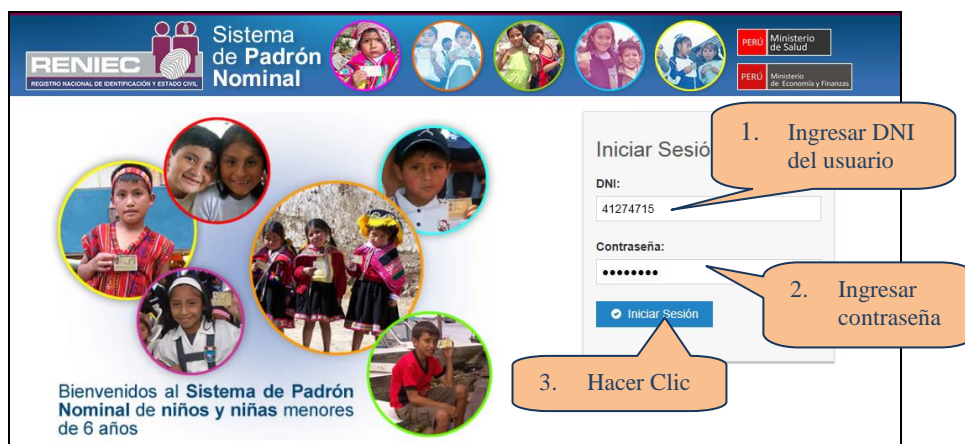 Sistema
de Padrón
Nominal
RENIEC
REGISTRO NACIONAL DE IDENTIFICACIÓN Y ESTADO CIVIL
PERÚ Ministerio
de Salud
PERÚ Ministerio
de Economía y Finanzas
Bienvenidos al Sistema de Padrón
Nominal de niños y niñas menores
de 6 años
Iniciar Sesió
DNI:
41274715
Contraseña:
••••••••
Iniciar Sesión
1. Ingresar DNI
del usuario
2. Ingresar
contraseña
3. Hacer Clic